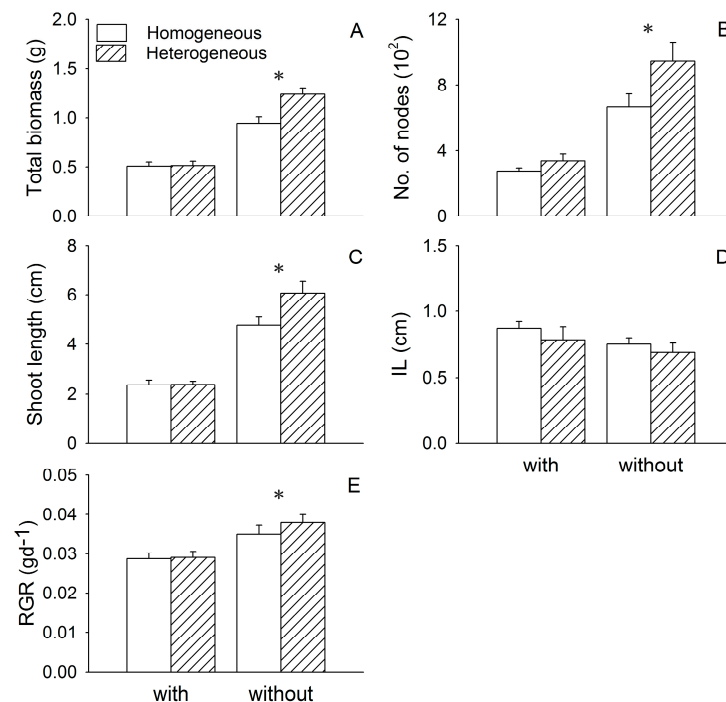 Homogeneous
Heterogeneous
A
*
Total biomass (g)
2.0
1.5
1.0
0.5
0.0
B
*
No. of nodes (10²)
12
9
6
3
0
C
*
Shoot length (cm)
8
6
4
2
0
D
IL (cm)
1.5
1.0
0.5
0.0
with without
E
*
RGR (gd⁻¹)
0.05
0.04
0.03
0.02
0.01
0.00
with without